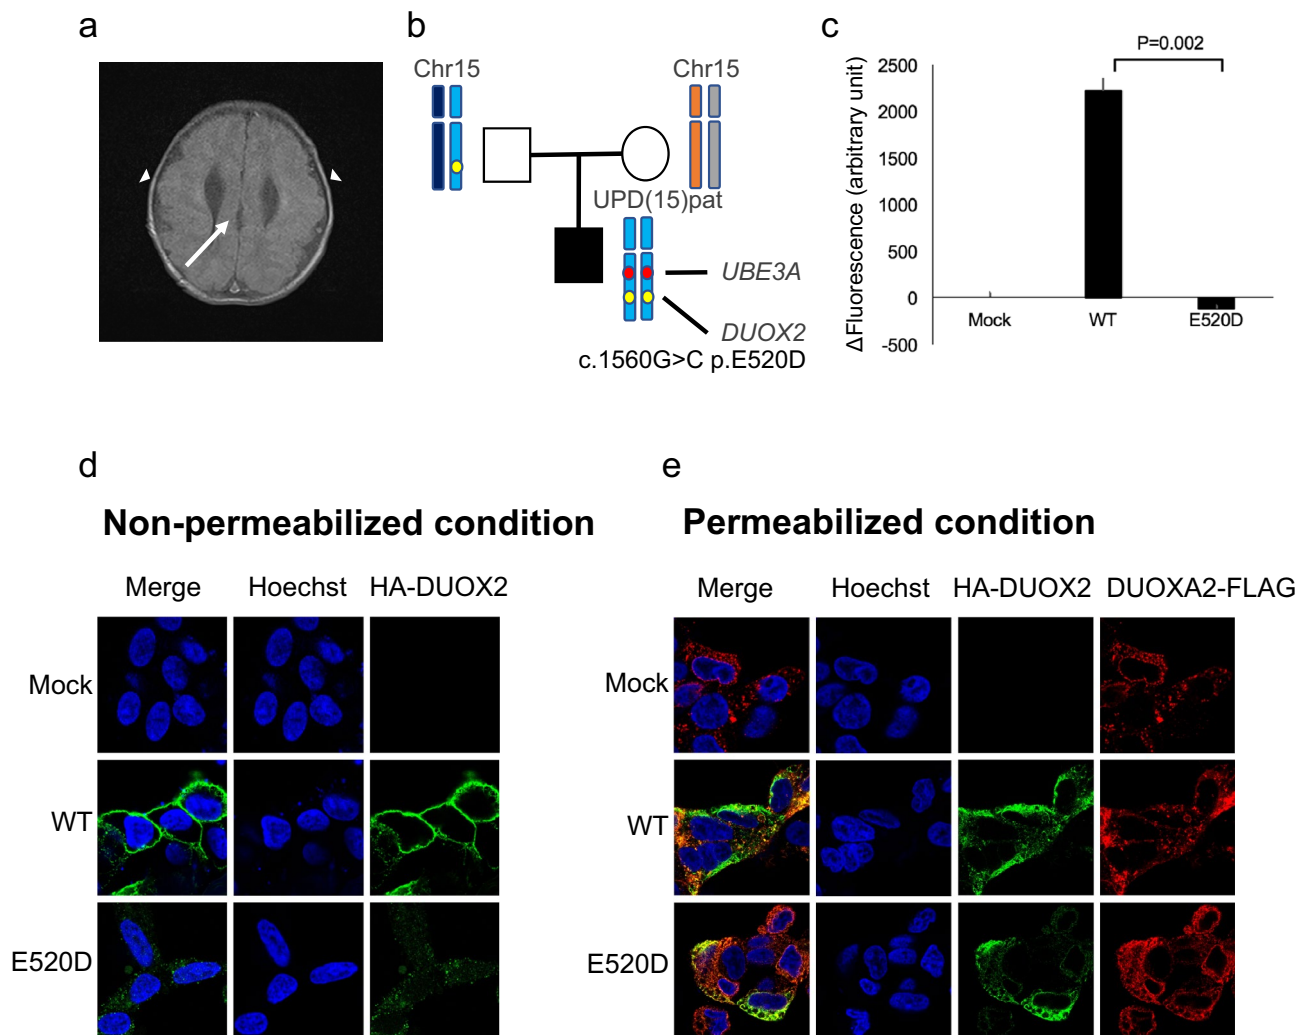 a
b
c
Chr15
Chr15
UPD(15)pat
UBE3A
DUOX2
c.1560G>C p.E520D
P=0.002
ΔFluorescence (arbitrary unit)
2500
2000
1500
1000
500
0
-500
Mock
WT
E520D
d
e
Non-permeabilized condition
Merge
Hoechst
HA-DUOX2
Mock
WT
E520D
Permeabilized condition
Merge
Hoechst
HA-DUOX2
DUOXA2-FLAG
Mock
WT
E520D